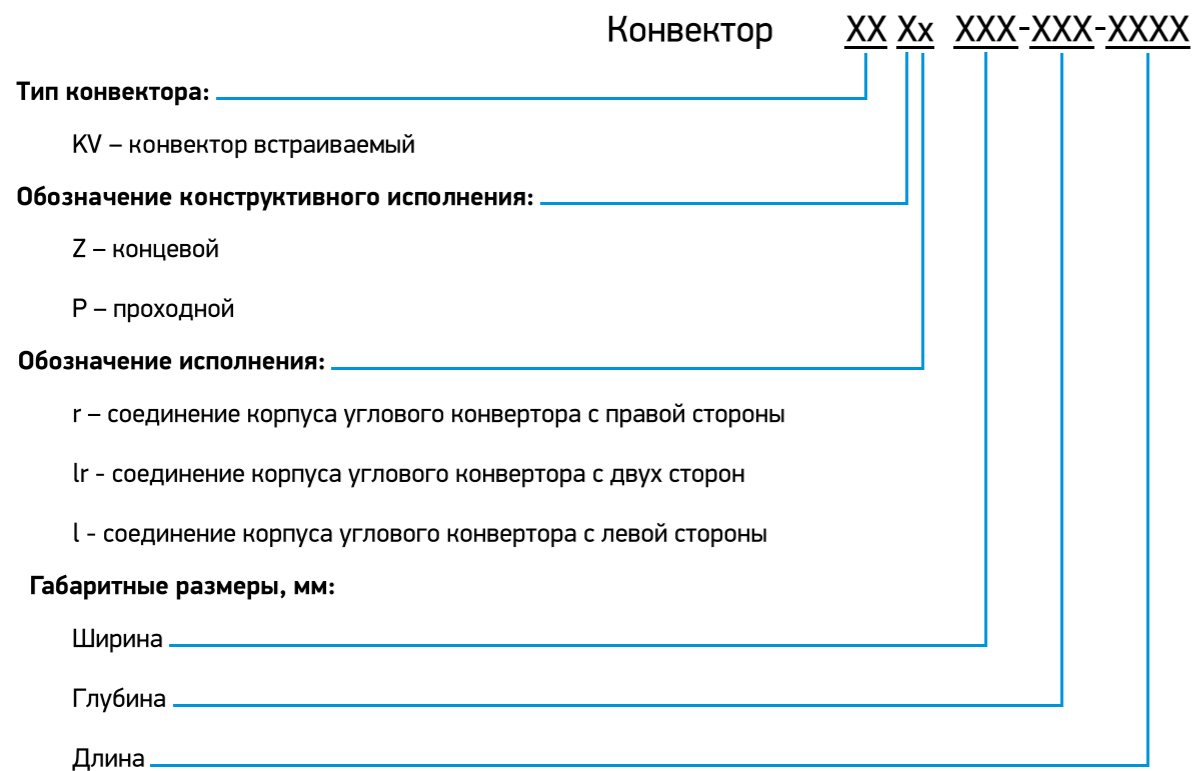 Конвектор XX Xx XXX-XXX-XXXX
Тип конвектора:
KV – конвектор встраиваемый
Обозначение конструктивного исполнения:
Z – концевой
P – проходной
Обозначение исполнения:
r – соединение корпуса углового конвертора с правой стороны
lr - соединение корпуса углового конвертора с двух сторон
l - соединение корпуса углового конвертора с левой стороны
Габаритные размеры, мм:
Ширина
Глубина
Длина